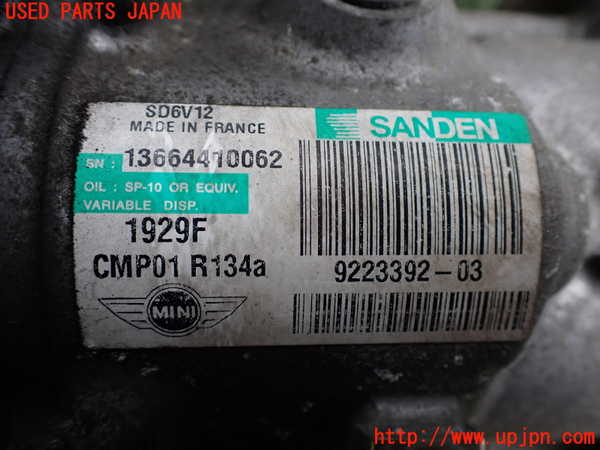 USED PARTS JAPAN
SD6V12
MADE IN FRANCE
SANDEN
SN : 13664410062
OIL : SP-10 OR EQUIV.
VARIABLE DISP.
1929F
CMP01 R134a
9223392-03
MINI
http://www.upjpn.com/